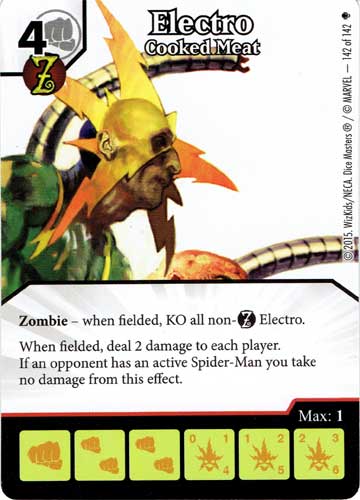 Electro
Cooked Meat
4
Z
142 of 142
©2015. WizKids/NECA. Dice Masters ® / © MARVEL —
Zombie – when fielded, KO all non-Z Electro.
When fielded, deal 2 damage to each player.
If an opponent has an active Spider-Man you take
no damage from this effect.
Max: 1
0 1 4
1 2 5
2 3 6